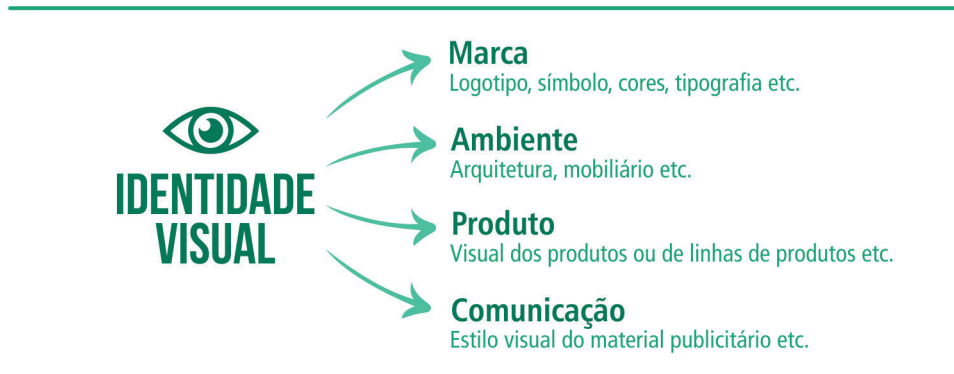 IDENTIDADE
VISUAL
Marca
Logotipo, símbolo, cores, tipografia etc.
Ambiente
Arquitetura, mobiliário etc.
Produto
Visual dos produtos ou de linhas de produtos etc.
Comunicação
Estilo visual do material publicitário etc.